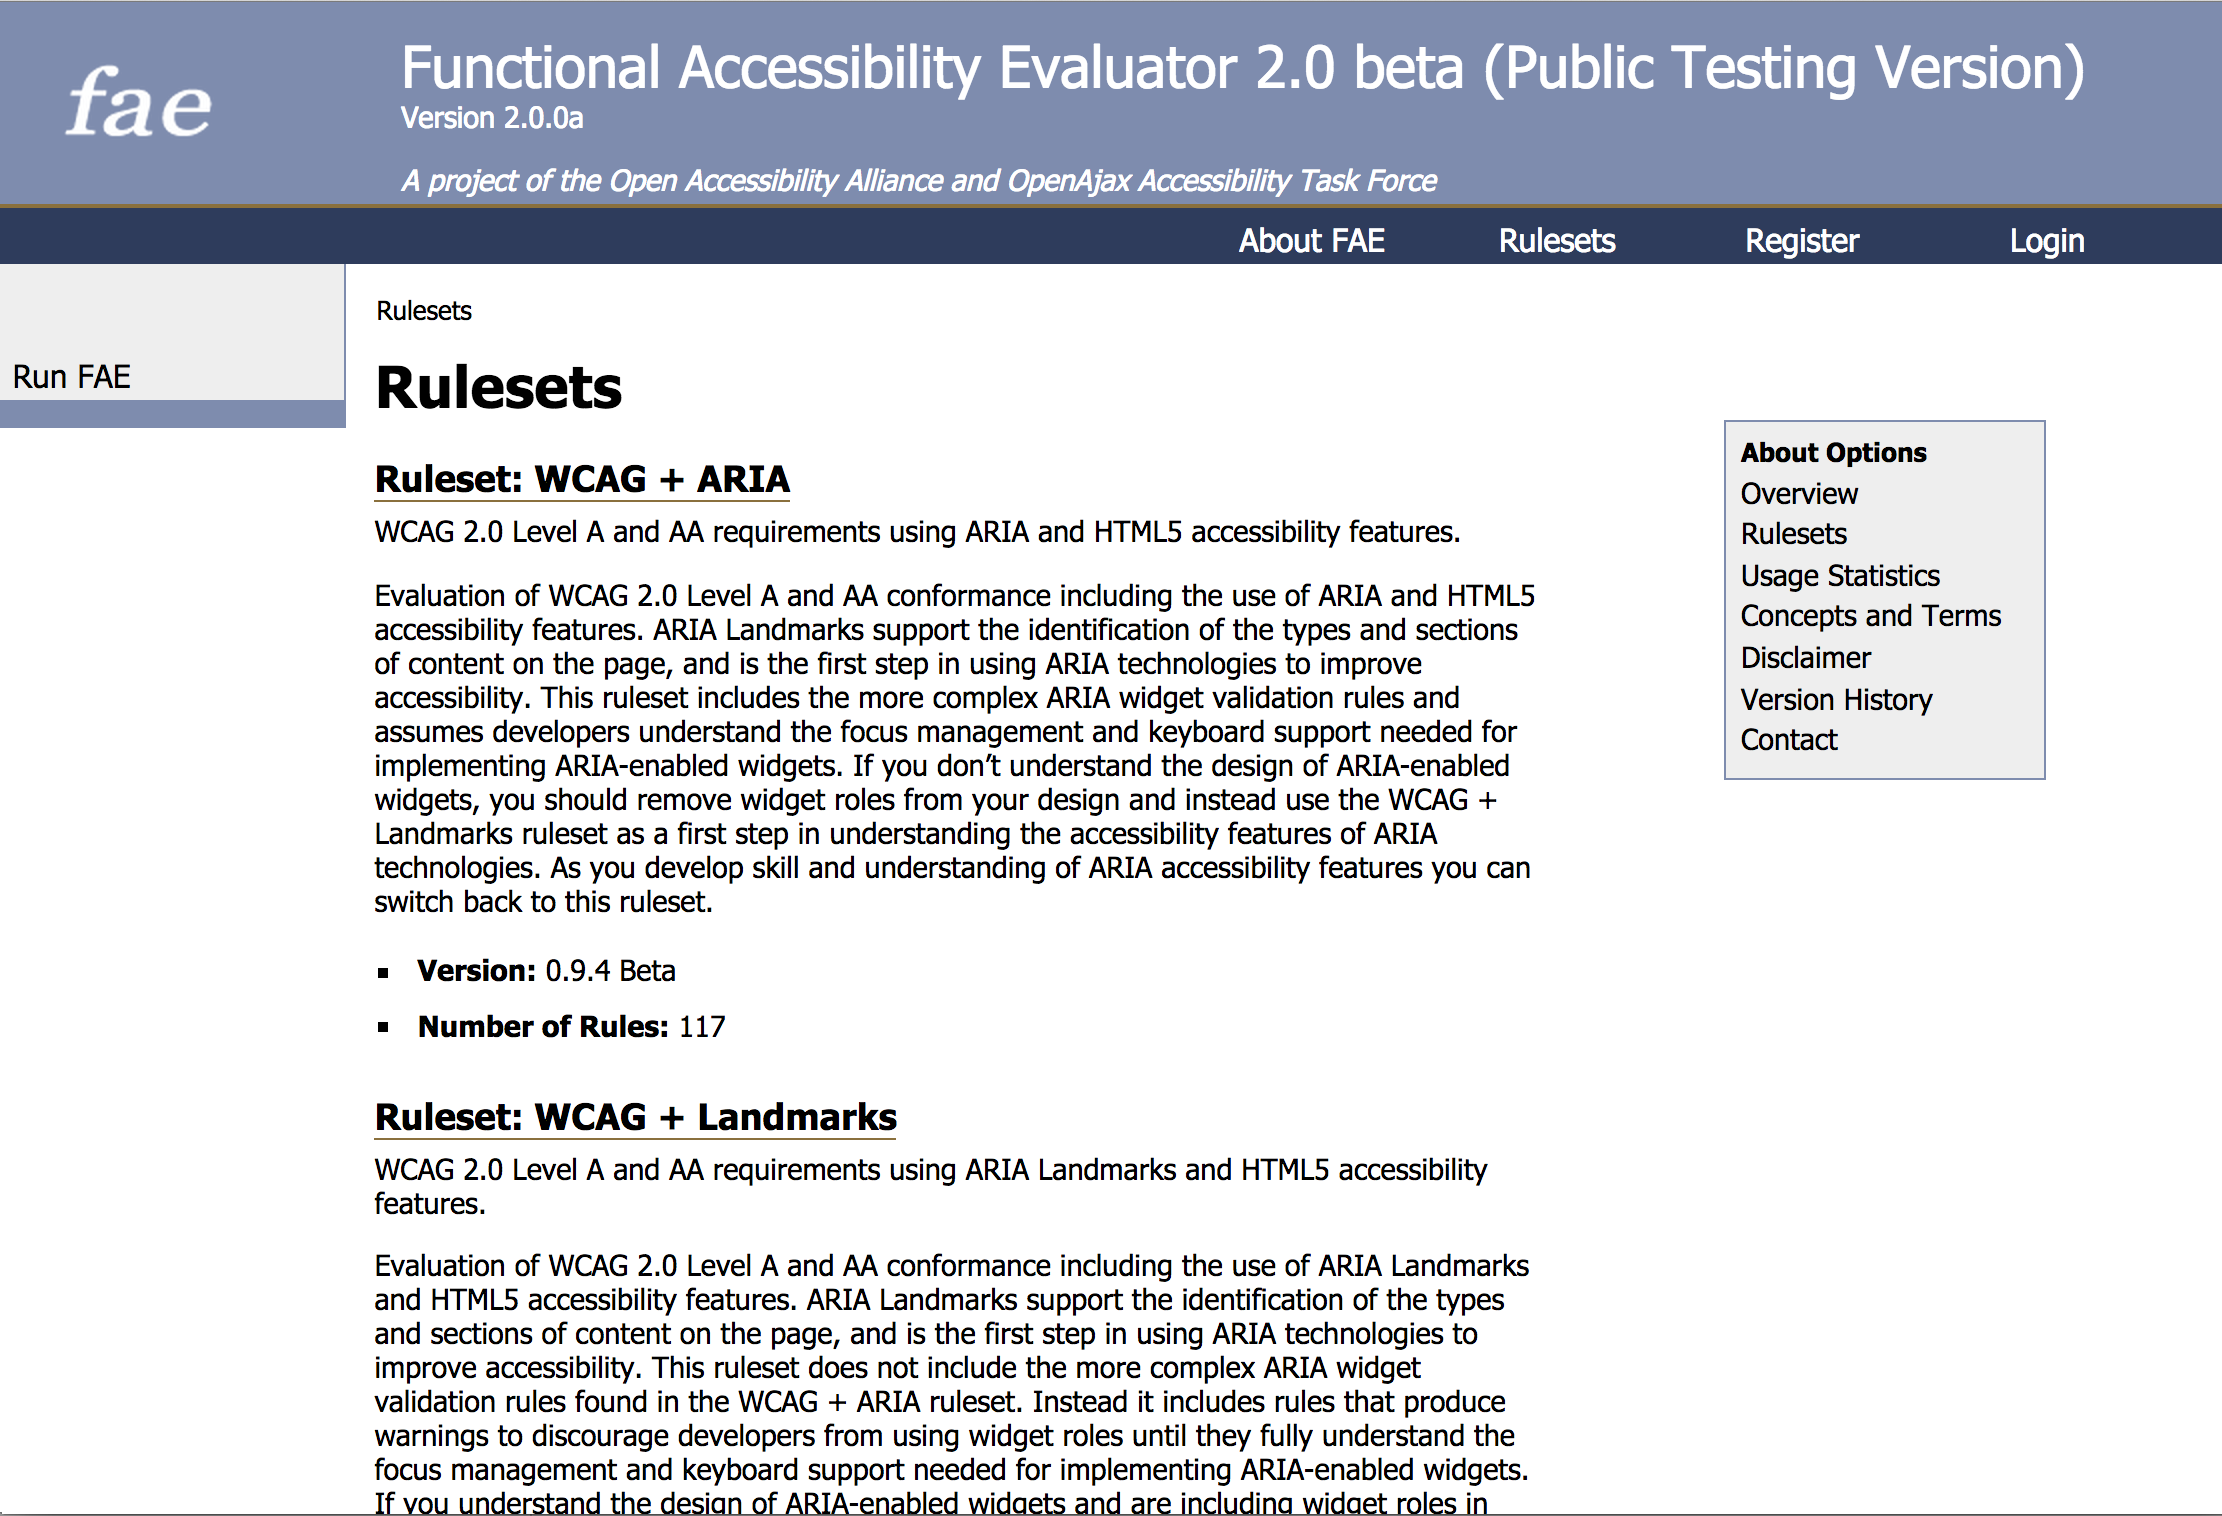 fae
Functional Accessibility Evaluator 2.0 beta (Public Testing Version)
Version 2.0.0a
A project of the Open Accessibility Alliance and OpenAjax Accessibility Task Force
About FAE Rulesets Register Login
Run FAE
Rulesets
Rulesets
Ruleset: WCAG + ARIA
WCAG 2.0 Level A and AA requirements using ARIA and HTML5 accessibility features.
Evaluation of WCAG 2.0 Level A and AA conformance including the use of ARIA and HTML5
accessibility features. ARIA Landmarks support the identification of the types and sections
of content on the page, and is the first step in using ARIA technologies to improve
accessibility. This ruleset includes the more complex ARIA widget validation rules and
assumes developers understand the focus management and keyboard support needed for
implementing ARIA-enabled widgets. If you don’t understand the design of ARIA-enabled
widgets, you should remove widget roles from your design and instead use the WCAG +
Landmarks ruleset as a first step in understanding the accessibility features of ARIA
technologies. As you develop skill and understanding of ARIA accessibility features you can
switch back to this ruleset.
▪ Version: 0.9.4 Beta
▪ Number of Rules: 117
Ruleset: WCAG + Landmarks
WCAG 2.0 Level A and AA requirements using ARIA Landmarks and HTML5 accessibility
features.
Evaluation of WCAG 2.0 Level A and AA conformance including the use of ARIA Landmarks
and HTML5 accessibility features. ARIA Landmarks support the identification of the types
and sections of content on the page, and is the first step in using ARIA technologies to
improve accessibility. This ruleset does not include the more complex ARIA widget
validation rules found in the WCAG + ARIA ruleset. Instead it includes rules that produce
warnings to discourage developers from using widget roles until they fully understand the
focus management and keyboard support needed for implementing ARIA-enabled widgets.
If you understand the design of ARIA-enabled widgets and are including widget roles in
About Options
Overview
Rulesets
Usage Statistics
Concepts and Terms
Disclaimer
Version History
Contact